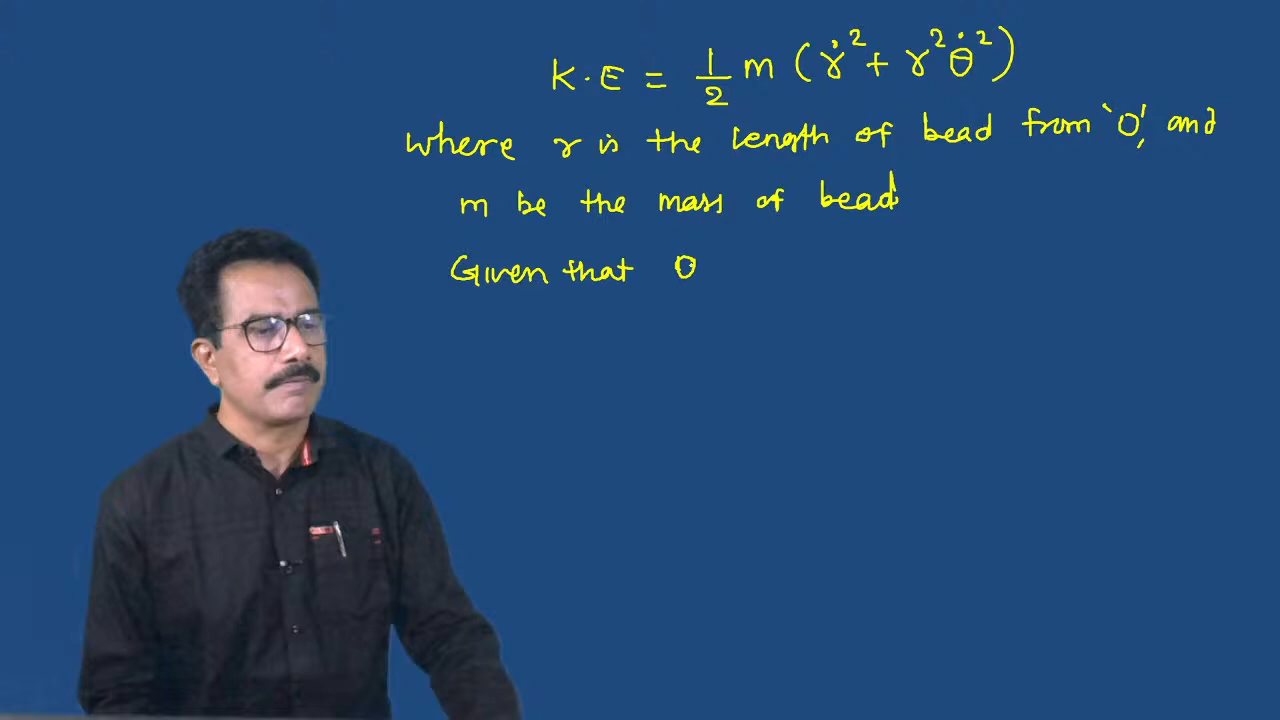 K.E = 1/2 m (ṙ² + r² θ̇²)
where r is the length of bead from 'O', and
m be the mass of bead
Given that